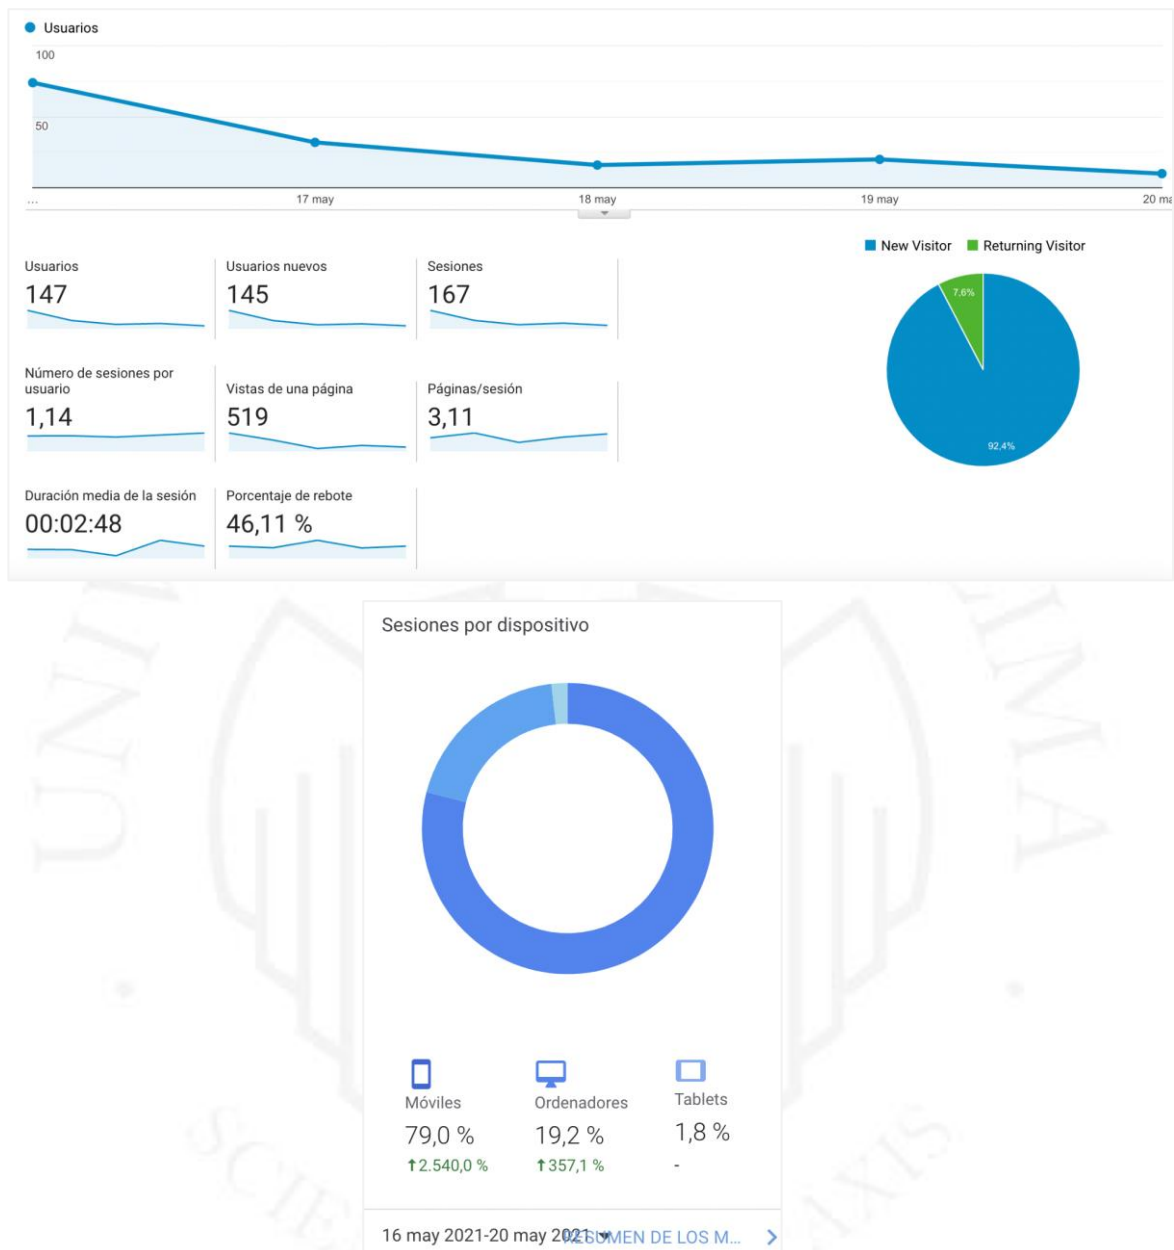 Usuarios
100
50
...
17 may
18 may
19 may
20 ma
New Visitor
Returning Visitor
7,6%
92,4%
Usuarios
147
Usuarios nuevos
145
Sesiones
167
Número de sesiones por
usuario
1,14
Vistas de una página
519
Páginas/sesión
3,11
Duración media de la sesión
00:02:48
Porcentaje de rebote
46,11 %
Sesiones por dispositivo
Móviles
79,0 %
↑2.540,0 %
Ordenadores
19,2 %
↑357,1 %
Tablets
1,8 %
-
16 may 2021-20 may 2021
RESUMEN DE LOS M...